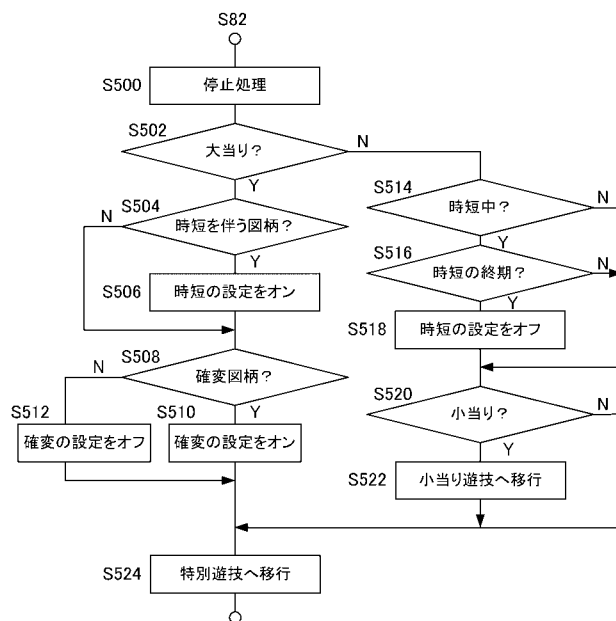 S82
S500
停止処理
S502
大当り？
N
Y
S504
N
時短を伴う図柄？
Y
S506
時短の設定をオン
S508
N
確変図柄？
Y
S512
確変の設定をオフ
S510
確変の設定をオン
S514
時短中？
N
Y
S516
時短の終期？
N
Y
S518
時短の設定をオフ
S520
小当り？
N
Y
S522
小当り遊技へ移行
S524
特別遊技へ移行